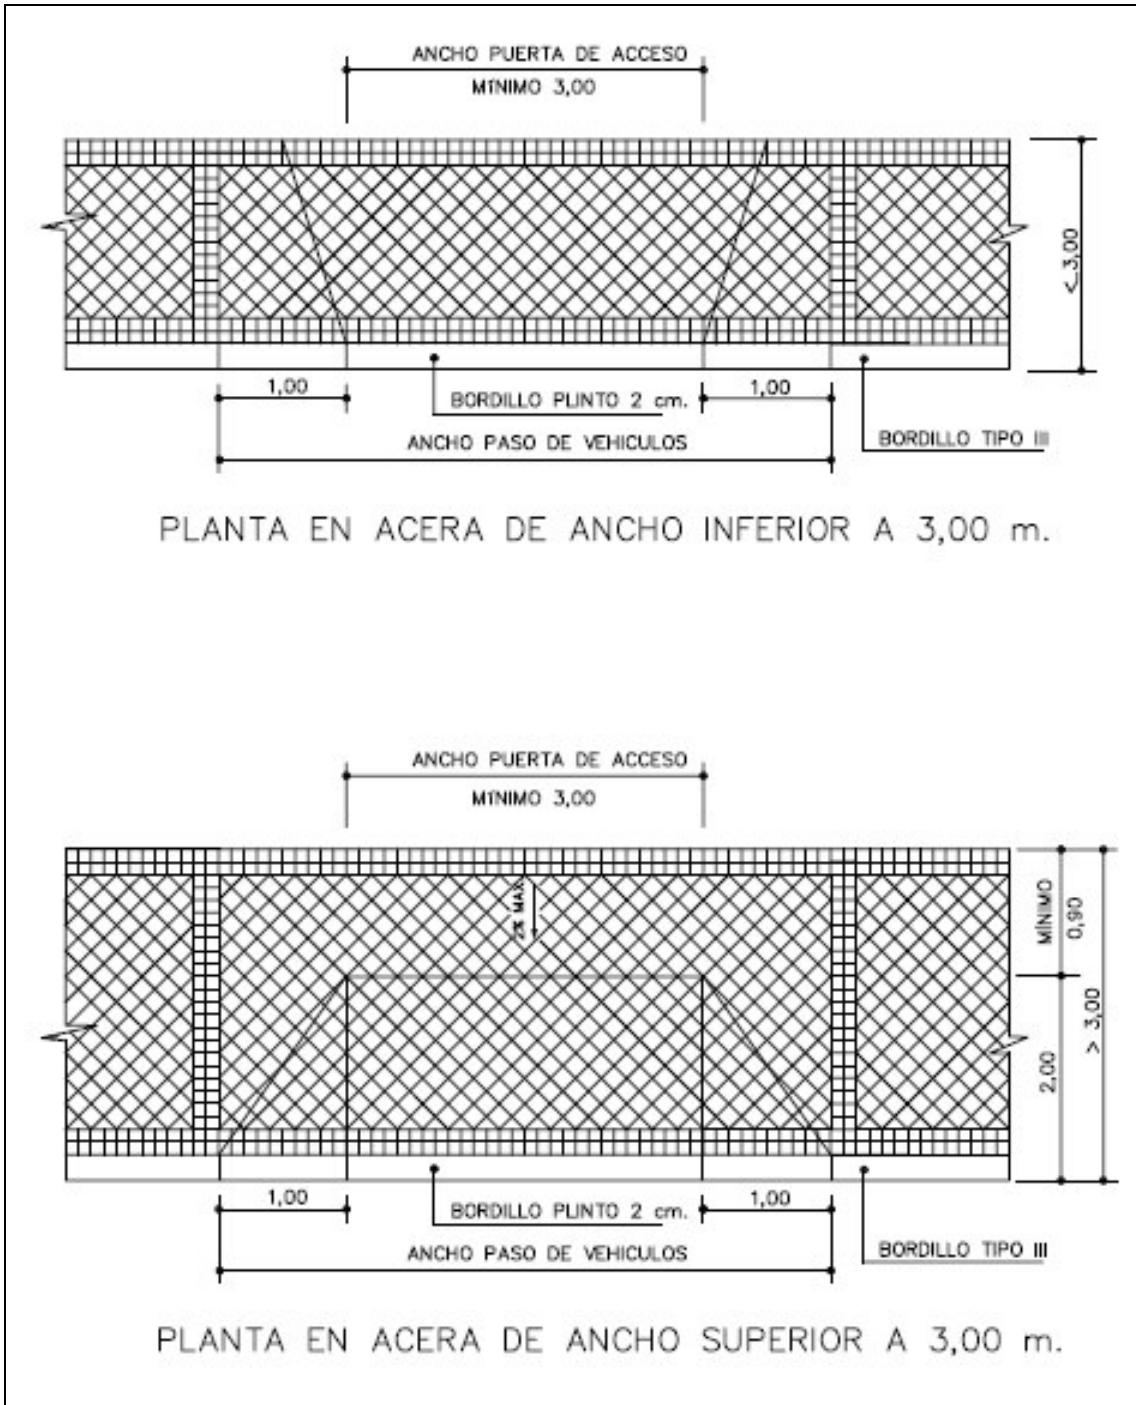 ANCHO PUERTA DE ACCESO
MÍNIMO 3,00
< 3,00
1,00
BORDILLO PLINTO 2 cm.
1,00
BORDILLO TIPO III
ANCHO PASO DE VEHICULOS
PLANTA EN ACERA DE ANCHO INFERIOR A 3,00 m.
ANCHO PUERTA DE ACCESO
MÍNIMO 3,00
2% MAX
MÍNIMO
0,90
> 3,00
2,00
1,00
BORDILLO PLINTO 2 cm.
1,00
BORDILLO TIPO III
ANCHO PASO DE VEHICULOS
PLANTA EN ACERA DE ANCHO SUPERIOR A 3,00 m.